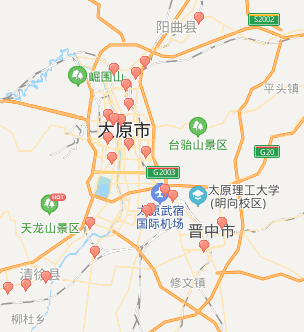 阳曲县
S2002
崛围山
平头镇
太原市
台骀山景区
G20
G2003
太原理工大学
(明向校区)
HOT
太原武宿
国际机场
天龙山景区
晋中市
清徐县
修文镇
柳杜乡